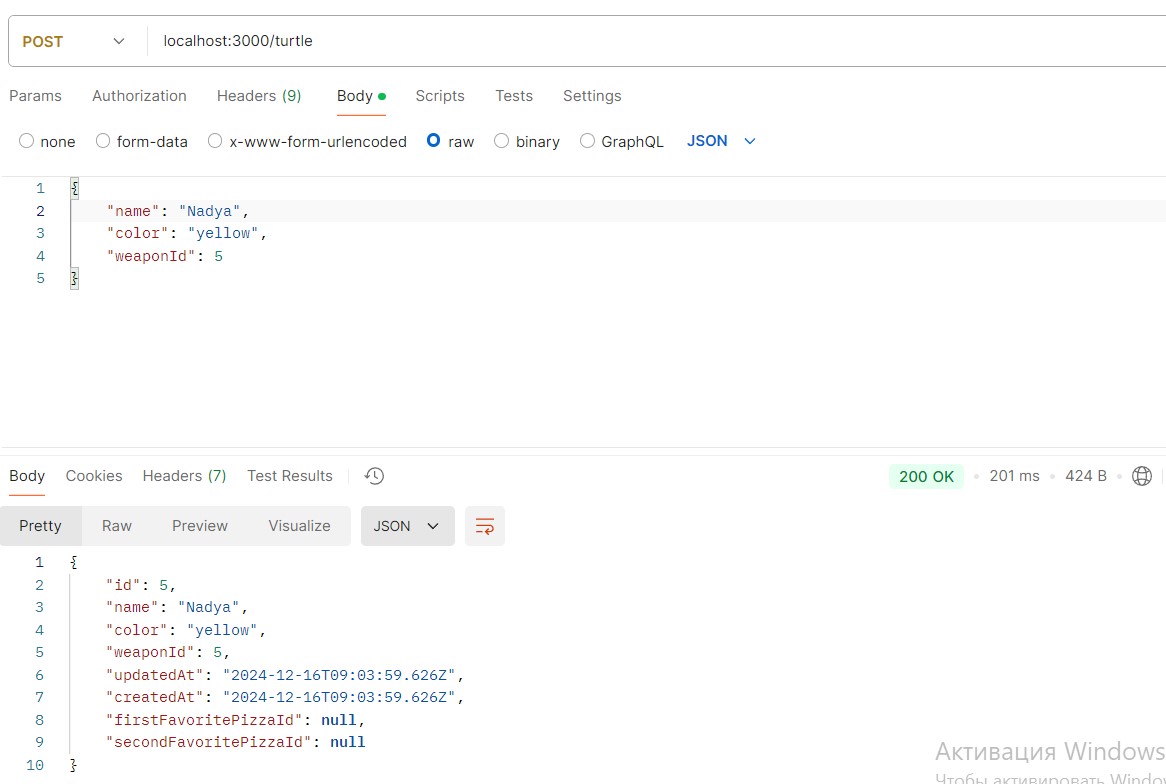 POST localhost:3000/turtle
Params Authorization Headers (9) Body Scripts Tests Settings
none form-data x-www-form-urlencoded raw binary GraphQL JSON
1 {
2 "name": "Nadya",
3 "color": "yellow",
4 "weaponId": 5
5 }
Body Cookies Headers (7) Test Results 200 OK 201 ms 424 B
Pretty Raw Preview Visualize JSON
1 {
2 "id": 5,
3 "name": "Nadya",
4 "color": "yellow",
5 "weaponId": 5,
6 "updatedAt": "2024-12-16T09:03:59.626Z",
7 "createdAt": "2024-12-16T09:03:59.626Z",
8 "firstFavoritePizzaId": null,
9 "secondFavoritePizzaId": null
10 }
Активация Windows
Чтобы активировать